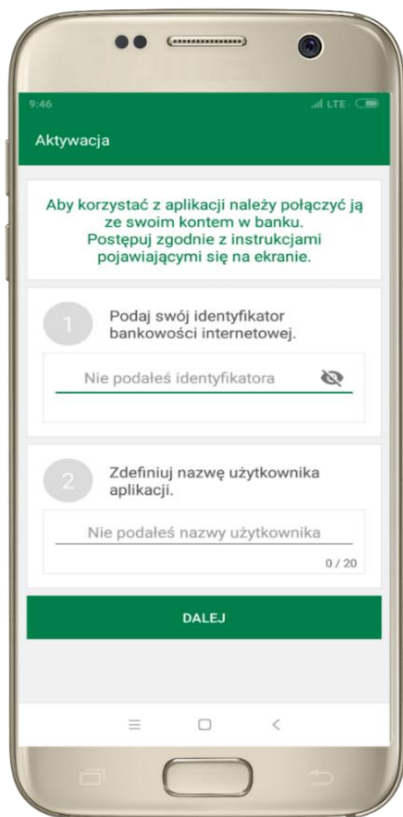 9:46
LTE
Aktywacja
Aby korzystać z aplikacji należy połączyć ją
ze swoim kontem w banku.
Postępuj zgodnie z instrukcjami
pojawiającymi się na ekranie.
1
Podaj swój identyfikator
bankowości internetowej.
Nie podałeś identyfikatora
2
Zdefiniuj nazwę użytkownika
aplikacji.
Nie podałeś nazwy użytkownika
0 / 20
DALEJ